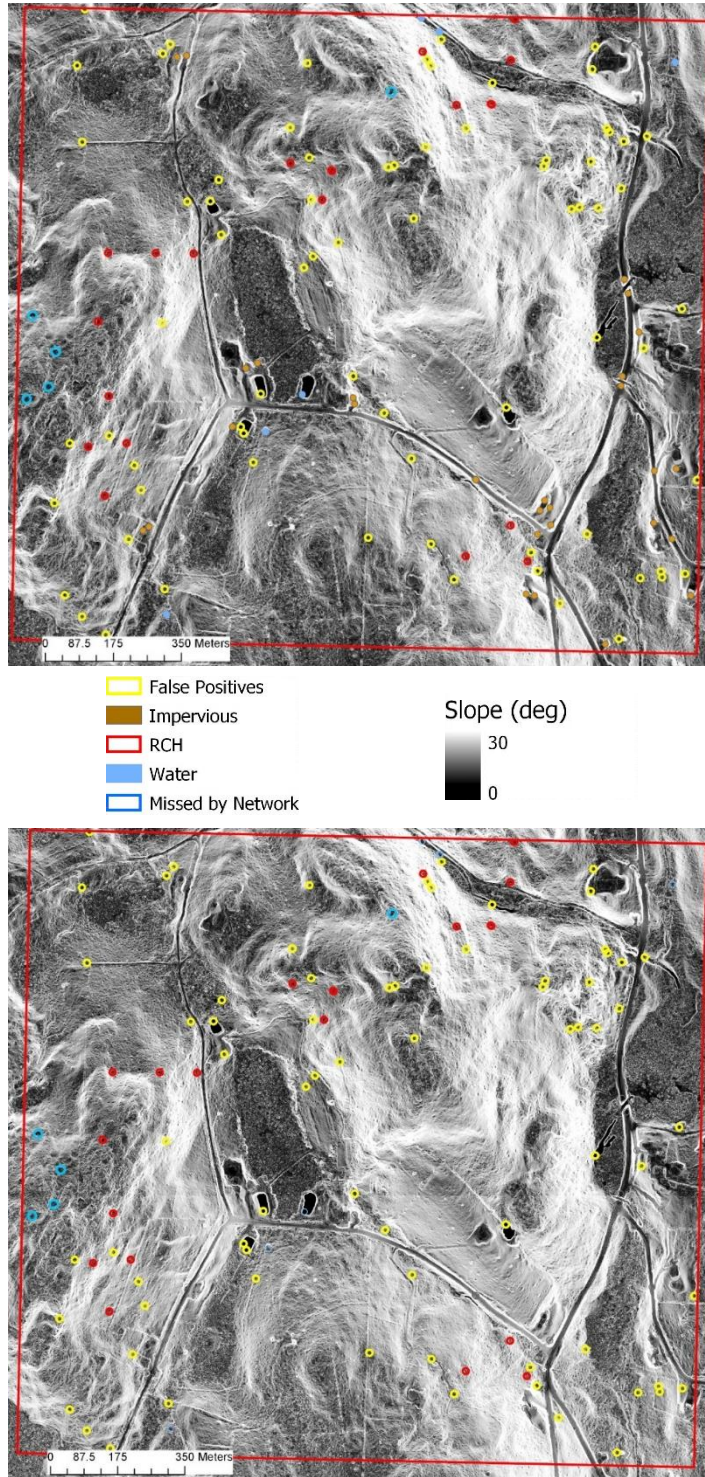 0 87.5 175 350 Meters
False Positives
Impervious
RCH
Water
Missed by Network
Slope (deg)
30
0
0 87.5 175 350 Meters